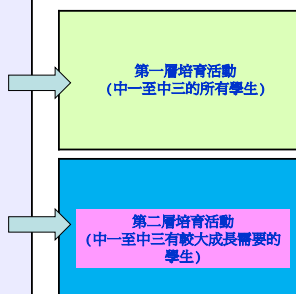 第一層培育活動
(中一至中三的所有學生)
第二層培育活動
(中一至中三有較大成長需要的
學生)